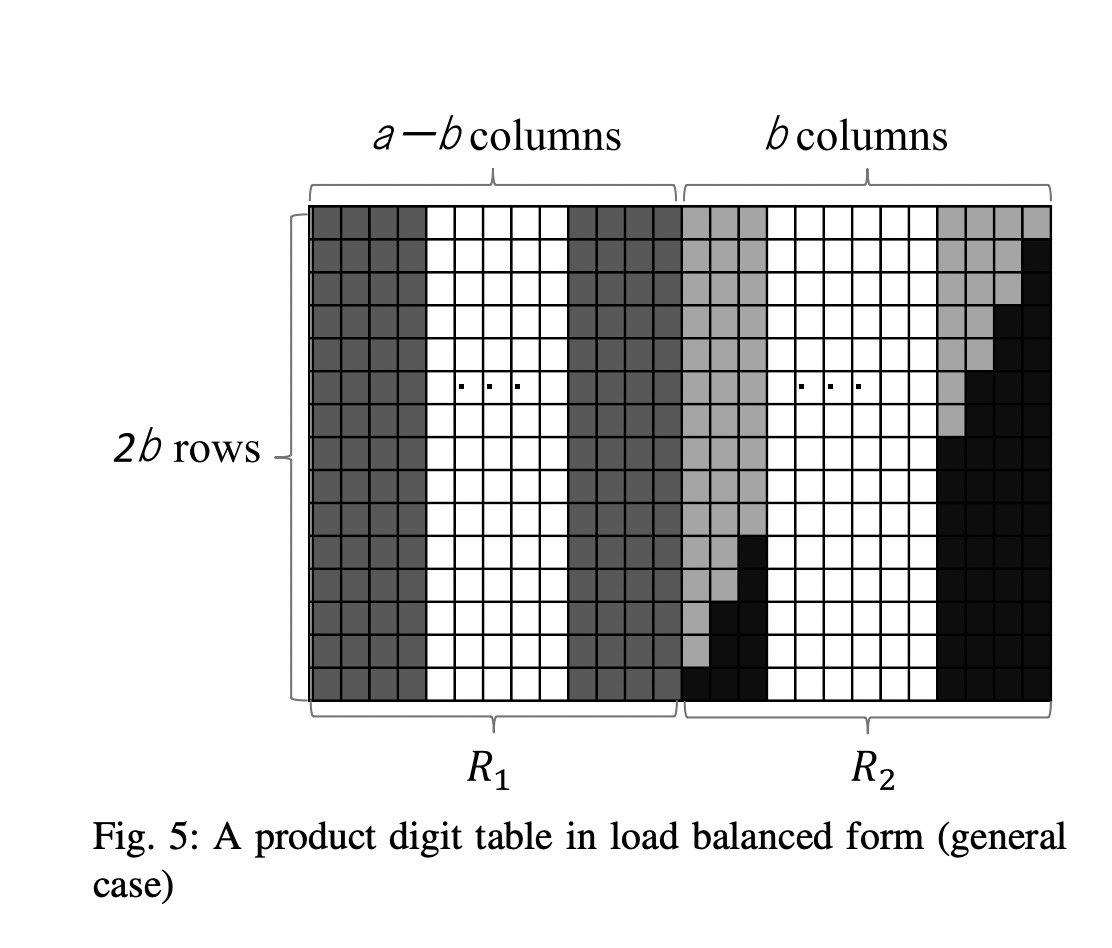 a−b columns
b columns
. . .
. . .
2b rows
R₁
R₂
Fig. 5: A product digit table in load balanced form (general
case)